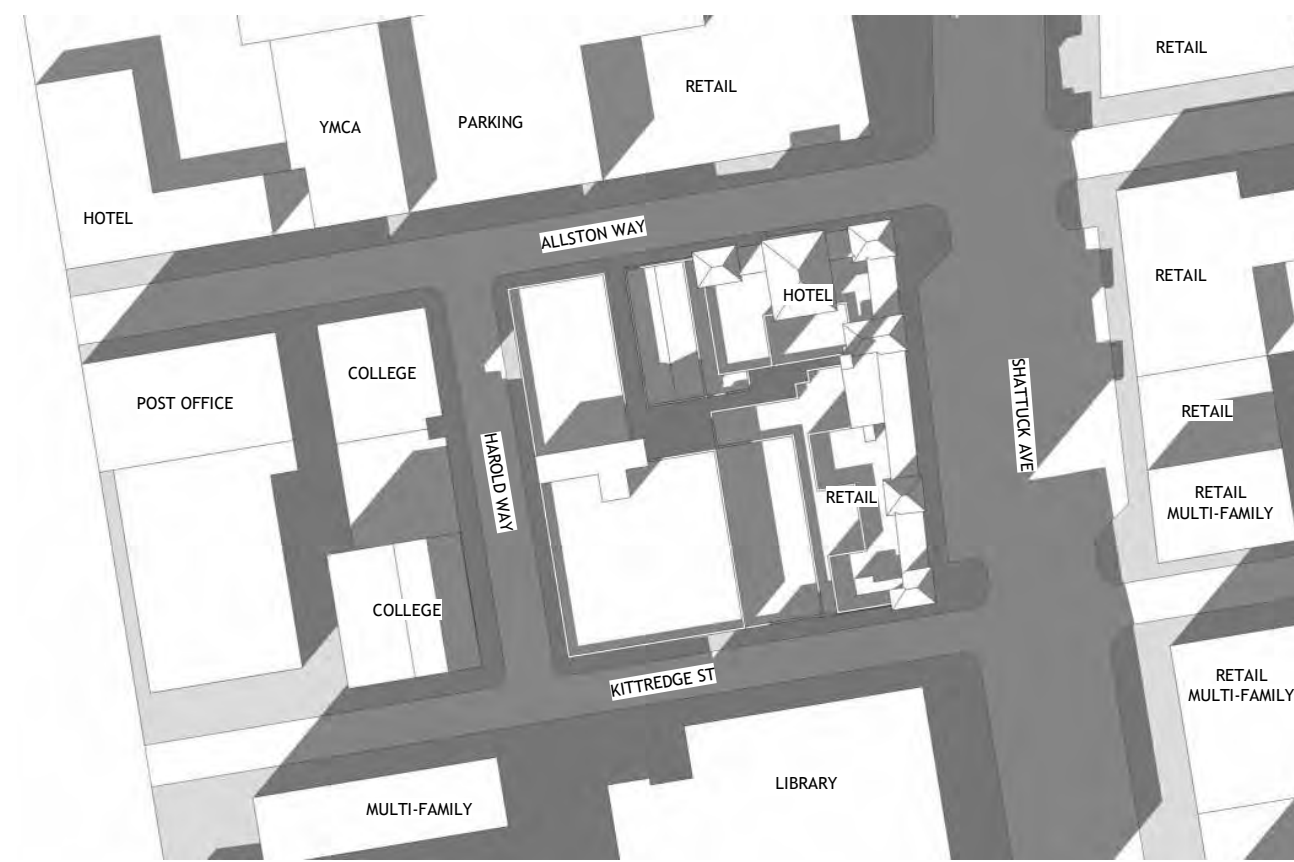 RETAIL
RETAIL
PARKING
YMCA
HOTEL
ALLSTON WAY
RETAIL
HOTEL
SHATTUCK AVE
COLLEGE
POST OFFICE
RETAIL
HAROLD WAY
RETAIL
RETAIL
MULTI-FAMILY
COLLEGE
KITTREDGE ST
RETAIL
MULTI-FAMILY
LIBRARY
MULTI-FAMILY